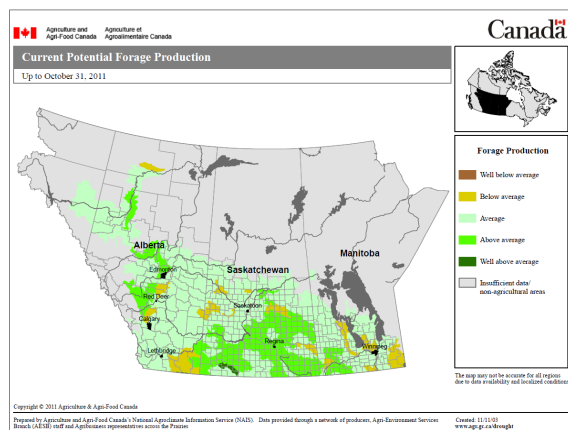 Agriculture and
Agri-Food Canada
Agriculture et
Agroalimentaire Canada
Canada
Current Potential Forage Production
Up to October 31, 2011
Forage Production
Well below average
Below average
Average
Above average
Well above average
Insufficient data/
non-agricultural areas
Alberta
Edmonton
Saskatchewan
Manitoba
Red Deer
Saskatoon
Calgary
Regina
Winnipeg
Lethbridge
The map may not be accurate for all regions
due to data availability and localized conditions
Copyright © 2011 Agriculture & Agri-Food Canada
Prepared by Agriculture and Agri-Food Canada's National Agroclimate Information Service (NAIS). Data provided through a network of producers, Agri-Environment Services
Branch (AESB) staff and Agribusiness representatives across the Prairies
Created: 11/11/03
www.agr.gc.ca/drought